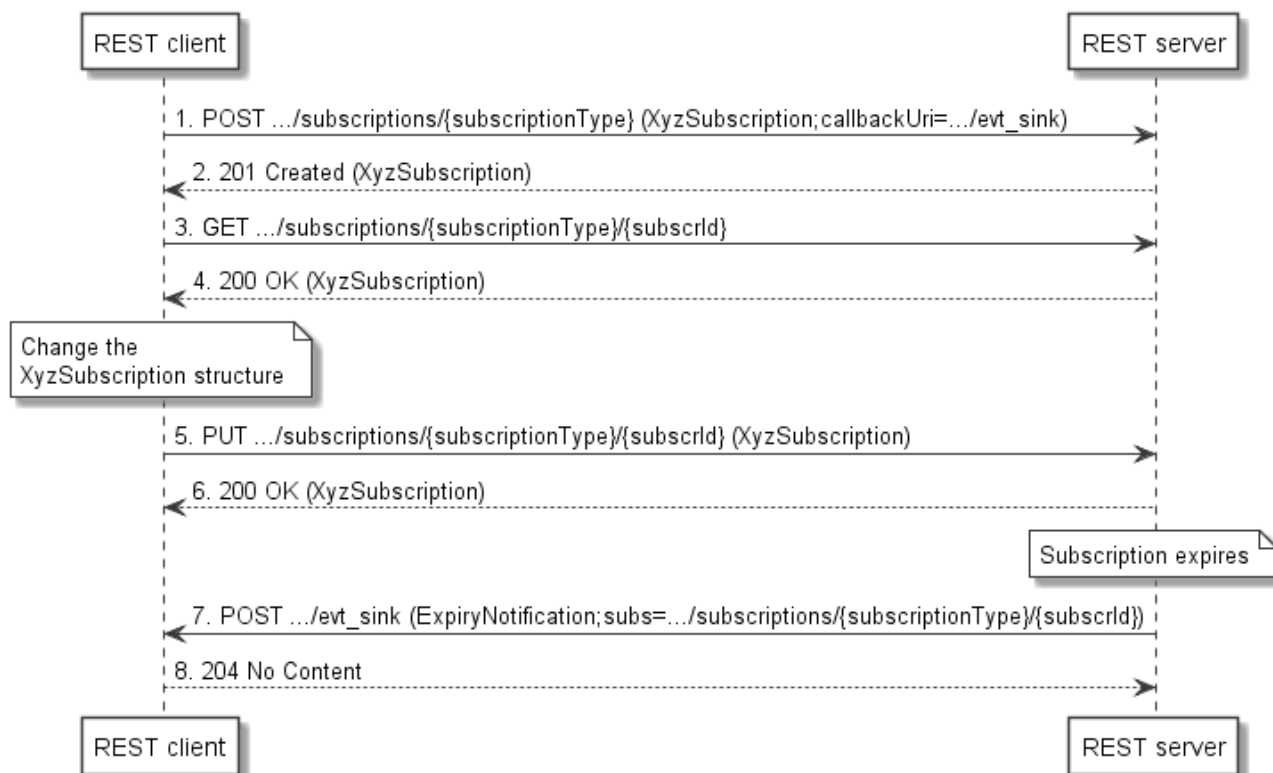 REST client
REST server
1. POST .../subscriptions/{subscriptionType} (XyzSubscription;callbackUri=.../evt_sink)
2. 201 Created (XyzSubscription)
3. GET .../subscriptions/{subscriptionType}/{subscrId}
4. 200 OK (XyzSubscription)
Change the
XyzSubscription structure
5. PUT .../subscriptions/{subscriptionType}/{subscrId} (XyzSubscription)
6. 200 OK (XyzSubscription)
Subscription expires
7. POST .../evt_sink (ExpiryNotification;subs=.../subscriptions/{subscriptionType}/{subscrId})
8. 204 No Content
REST client
REST server